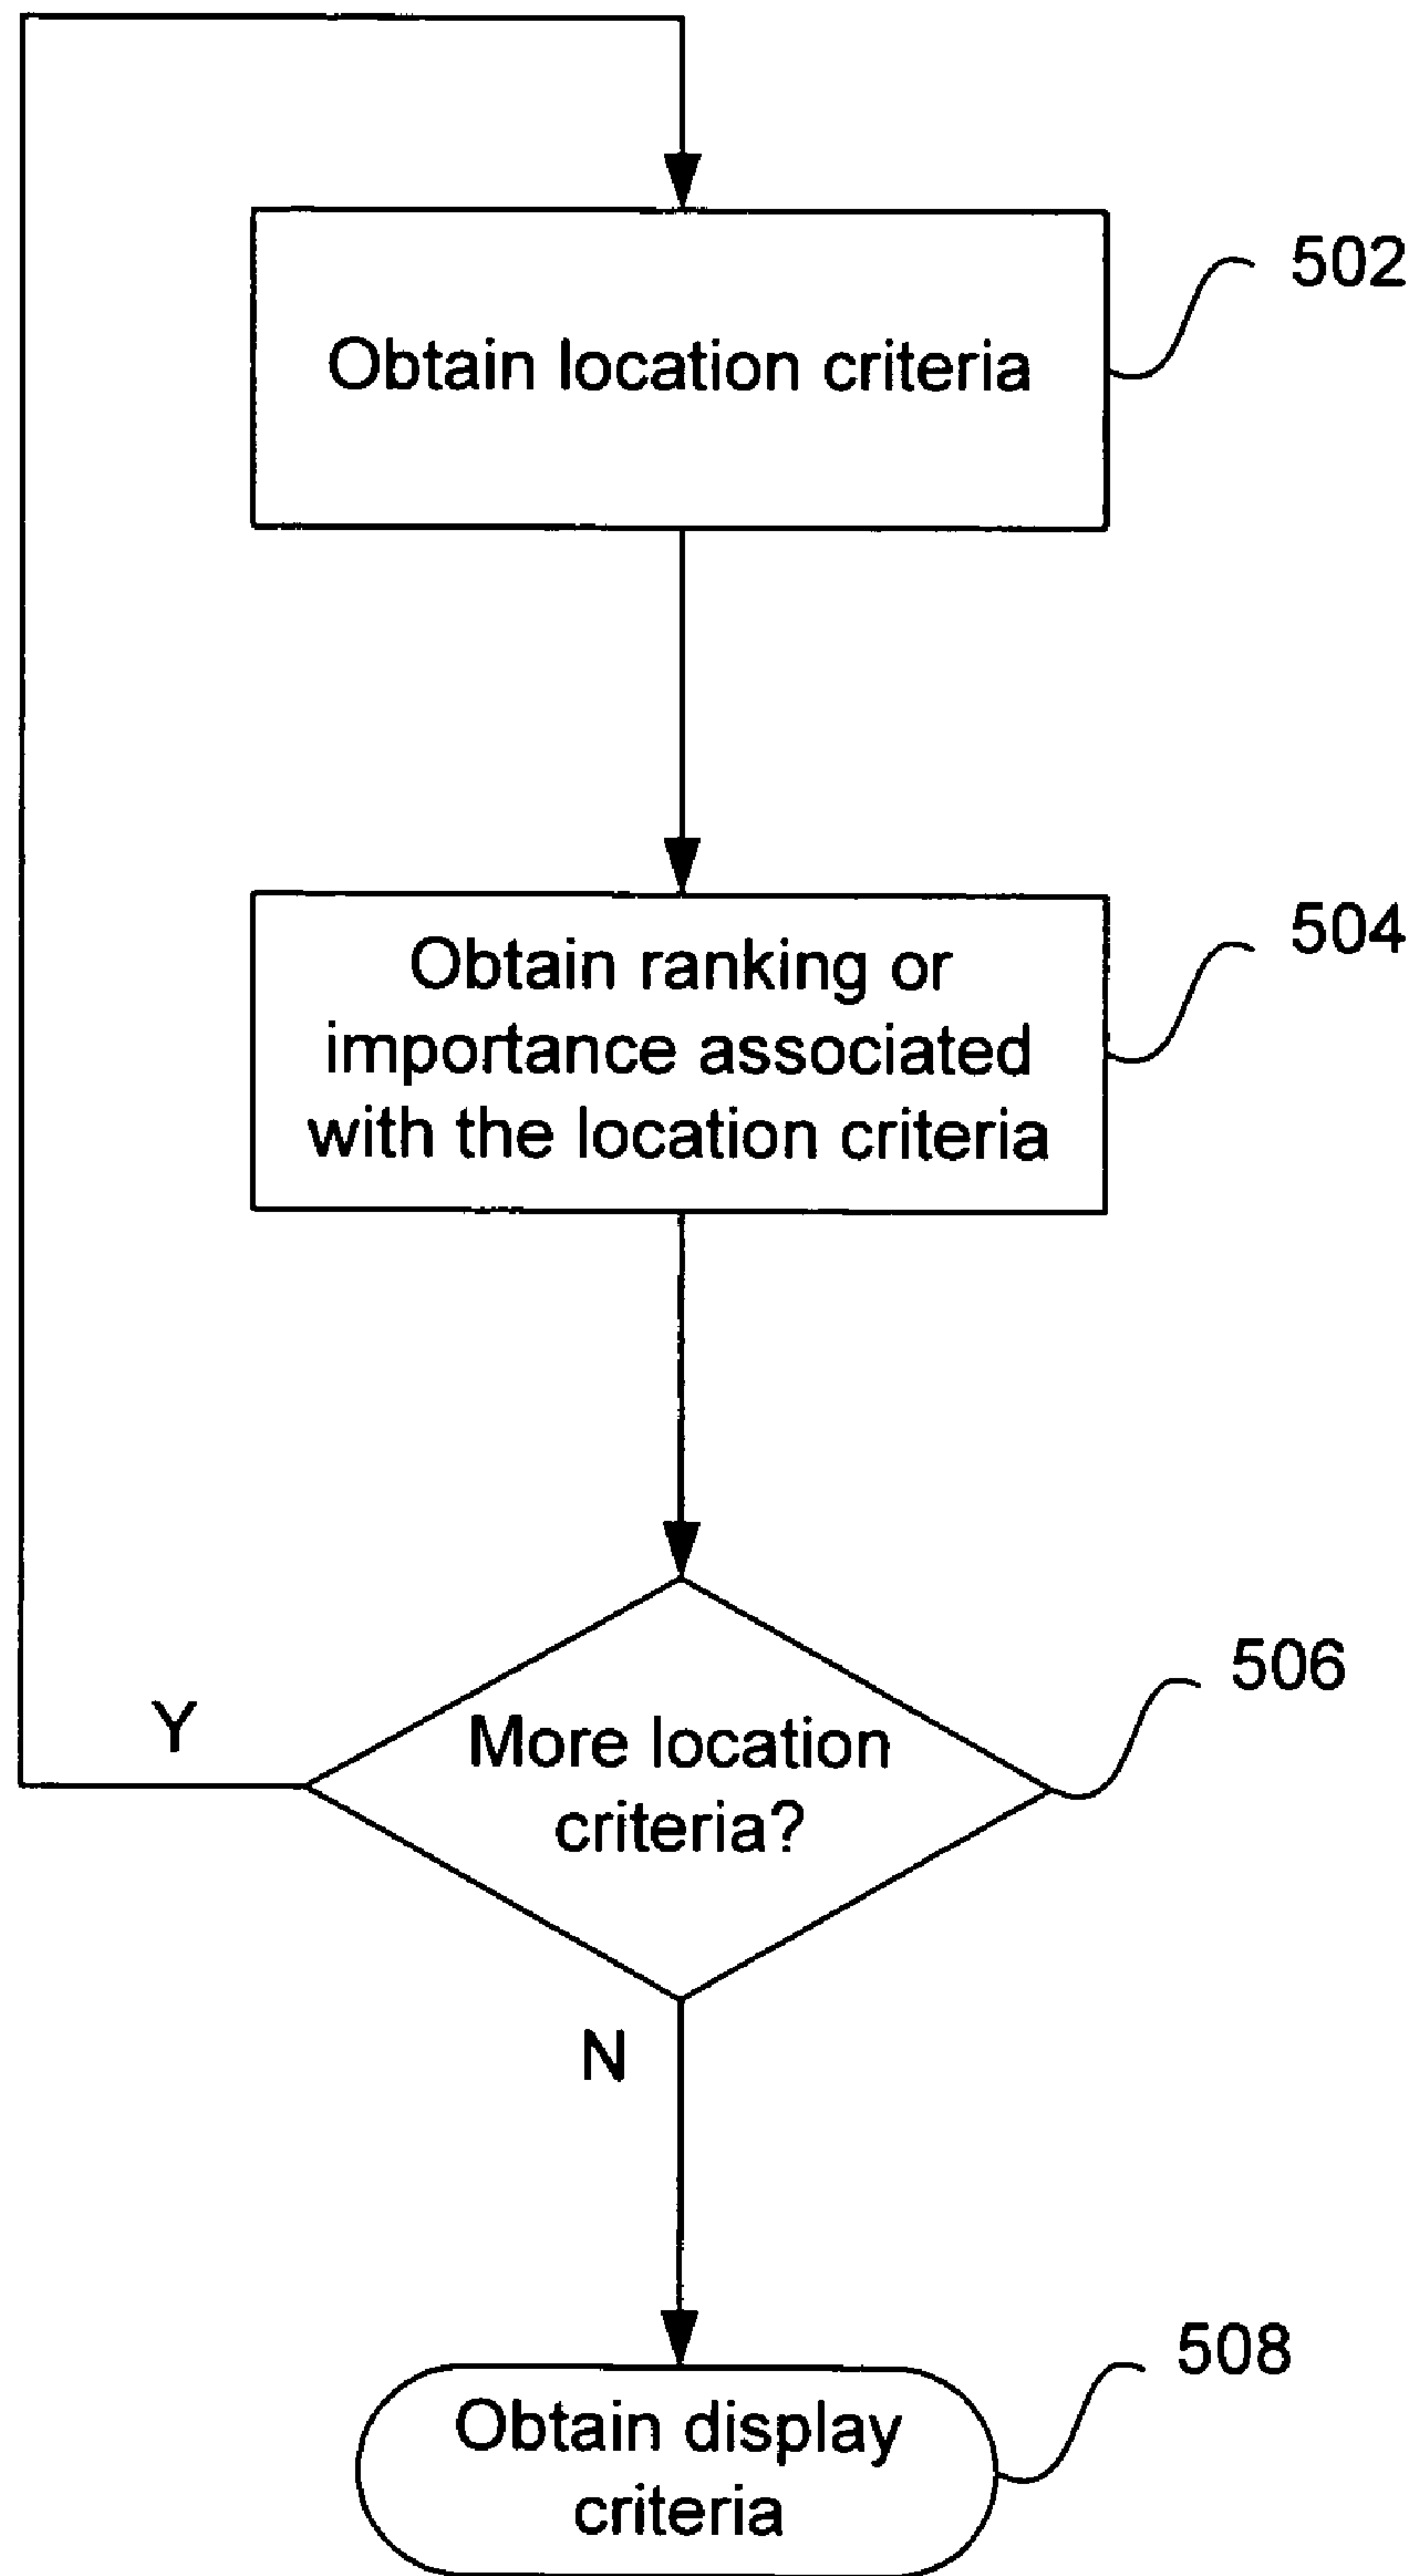 502
Obtain location criteria
504
Obtain ranking or
importance associated
with the location criteria
506
Y
More location
criteria?
N
508
Obtain display
criteria